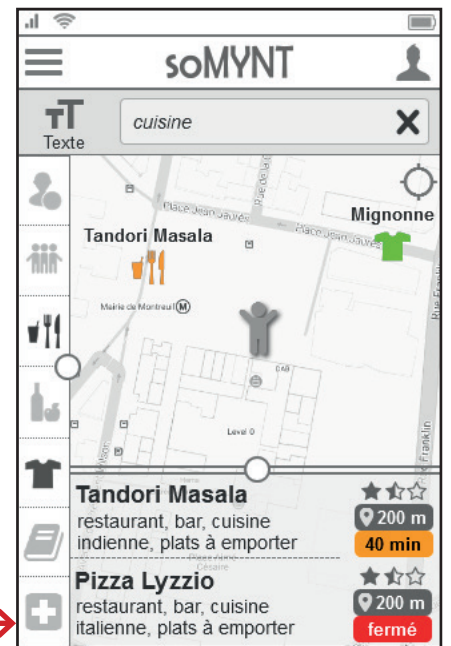 soMYNT
TT
Texte
cuisine
Place Jean Jaurès
Place Jean Jaurès
Mignonne
Tandori Masala
Mairie de Montreuil M
Rue Franklin
Level 0
Tandori Masala
restaurant, bar, cuisine
indienne, plats à emporter
200 m
40 min
Pizza Lyzzio
restaurant, bar, cuisine
italienne, plats à emporter
200 m
fermé